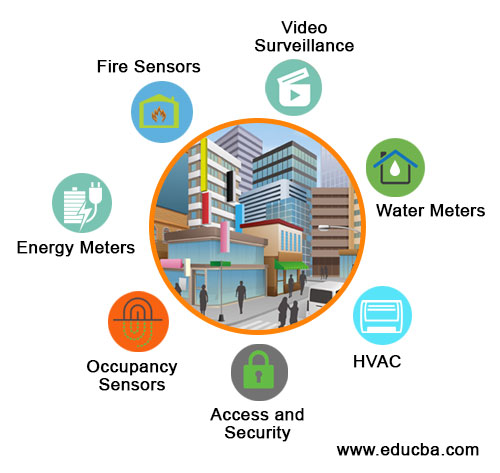 Video
Surveillance
Fire Sensors
Water Meters
Energy Meters
HVAC
Occupancy
Sensors
Access and
Security
www.educba.com